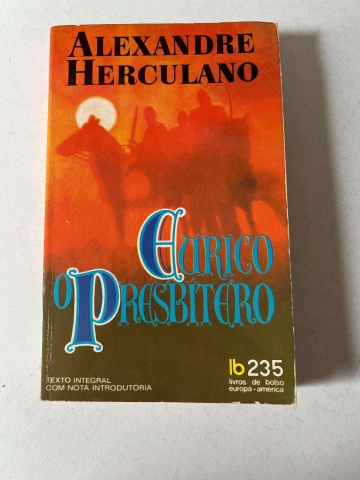 ALEXANDRE
HERCULANO
EURICO
O PRESBÍTERO
TEXTO INTEGRAL
COM NOTA INTRODUTÓRIA
lb 235
livros de bolso
europa-america